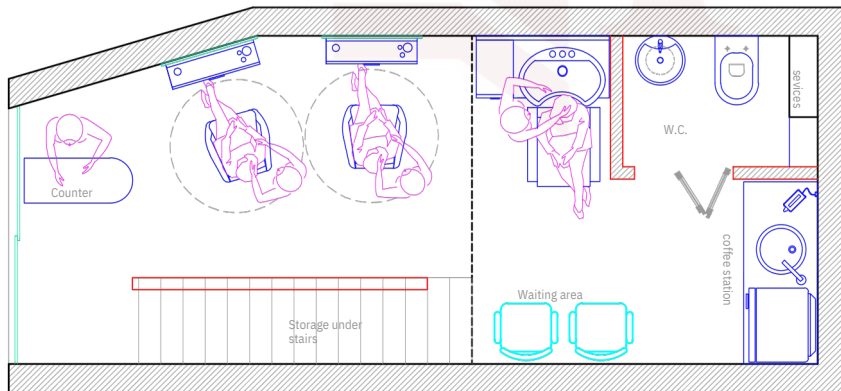 Counter
W.C.
sevices
coffee station
Waiting area
Storage under
stairs